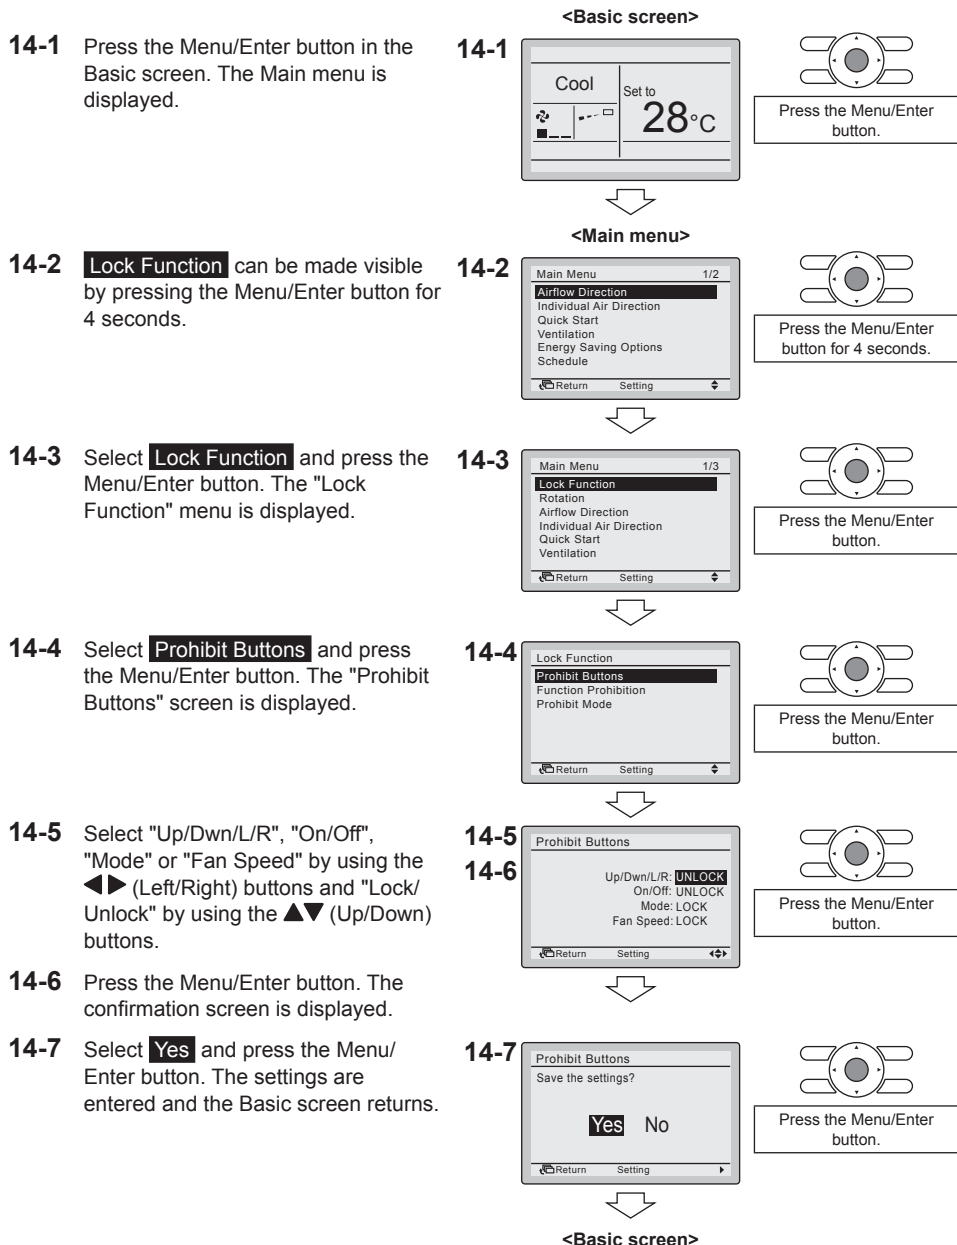 <Basic screen>
14-1 Press the Menu/Enter button in the
Basic screen. The Main menu is
displayed.
14-1
Cool
Set to
28°C
Press the Menu/Enter
button.
<Main menu>
14-2 Lock Function can be made visible
by pressing the Menu/Enter button for
4 seconds.
14-2
Main Menu 1/2
Airflow Direction
Individual Air Direction
Quick Start
Ventilation
Energy Saving Options
Schedule
Return Setting
Press the Menu/Enter
button for 4 seconds.
14-3 Select Lock Function and press the
Menu/Enter button. The "Lock
Function" menu is displayed.
14-3
Main Menu 1/3
Lock Function
Rotation
Airflow Direction
Individual Air Direction
Quick Start
Ventilation
Return Setting
Press the Menu/Enter
button.
14-4 Select Prohibit Buttons and press
the Menu/Enter button. The "Prohibit
Buttons" screen is displayed.
14-4
Lock Function
Prohibit Buttons
Function Prohibition
Prohibit Mode
Return Setting
Press the Menu/Enter
button.
14-5 Select "Up/Dwn/L/R", "On/Off",
"Mode" or "Fan Speed" by using the
◀▶ (Left/Right) buttons and "Lock/
Unlock" by using the ▲▼ (Up/Down)
buttons.
14-6 Press the Menu/Enter button. The
confirmation screen is displayed.
14-5
14-6
Prohibit Buttons
Up/Dwn/L/R: UNLOCK
On/Off: UNLOCK
Mode: LOCK
Fan Speed: LOCK
Return Setting
Press the Menu/Enter
button.
14-7 Select Yes and press the Menu/
Enter button. The settings are
entered and the Basic screen returns.
14-7
Prohibit Buttons
Save the settings?
Yes No
Return Setting
Press the Menu/Enter
button.
<Basic screen>